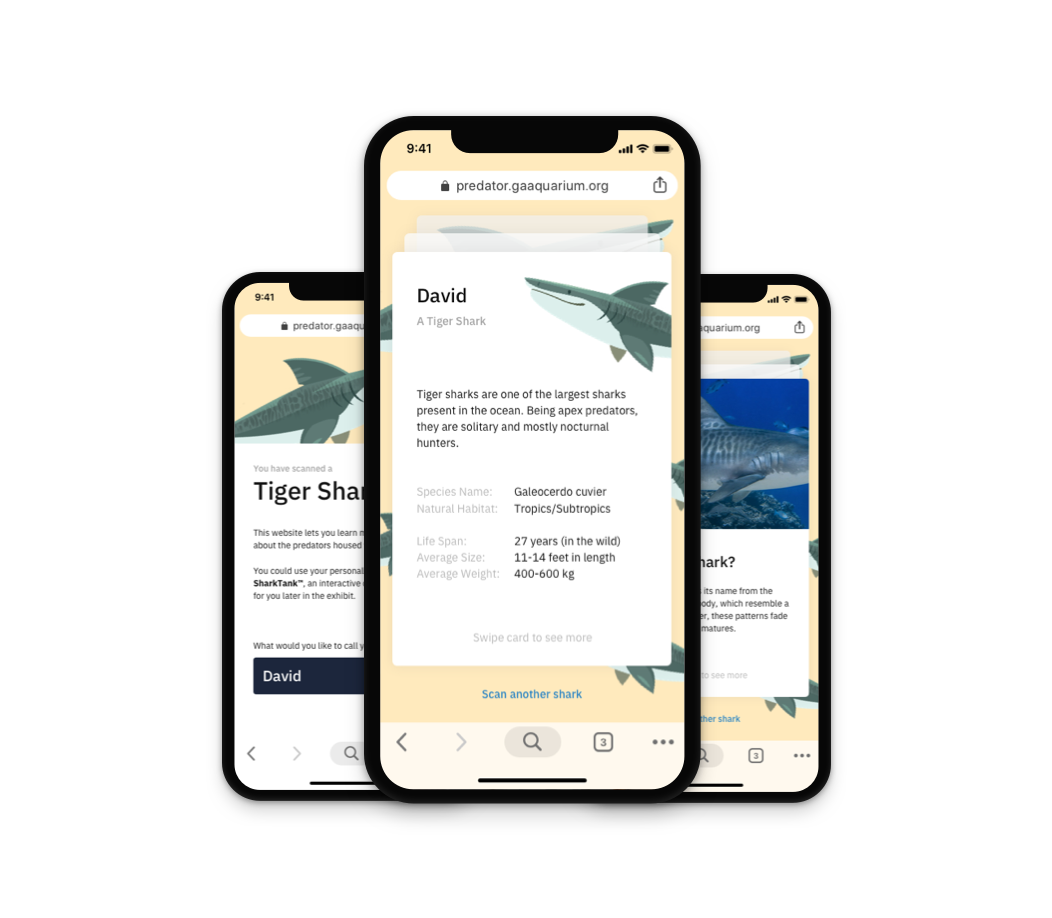 9:41
predator.gaaquarium.org
David
A Tiger Shark
Tiger sharks are one of the largest sharks
present in the ocean. Being apex predators,
they are solitary and mostly nocturnal
hunters.
Species Name: Galeocerdo cuvier
Natural Habitat: Tropics/Subtropics
Life Span: 27 years (in the wild)
Average Size: 11-14 feet in length
Average Weight: 400-600 kg
Swipe card to see more
Scan another shark
3
9:41
predator.gaaqu
You have scanned a
Tiger Shar
This website lets you learn
about the predators housed
You could use your personal
SharkTank™, an interactive
for you later in the exhibit.
What would you like to call y
David
aquarium.org
hark?
its name from the
ody, which resemble a
er, these patterns fade
matures.
to see more
ther shark
3